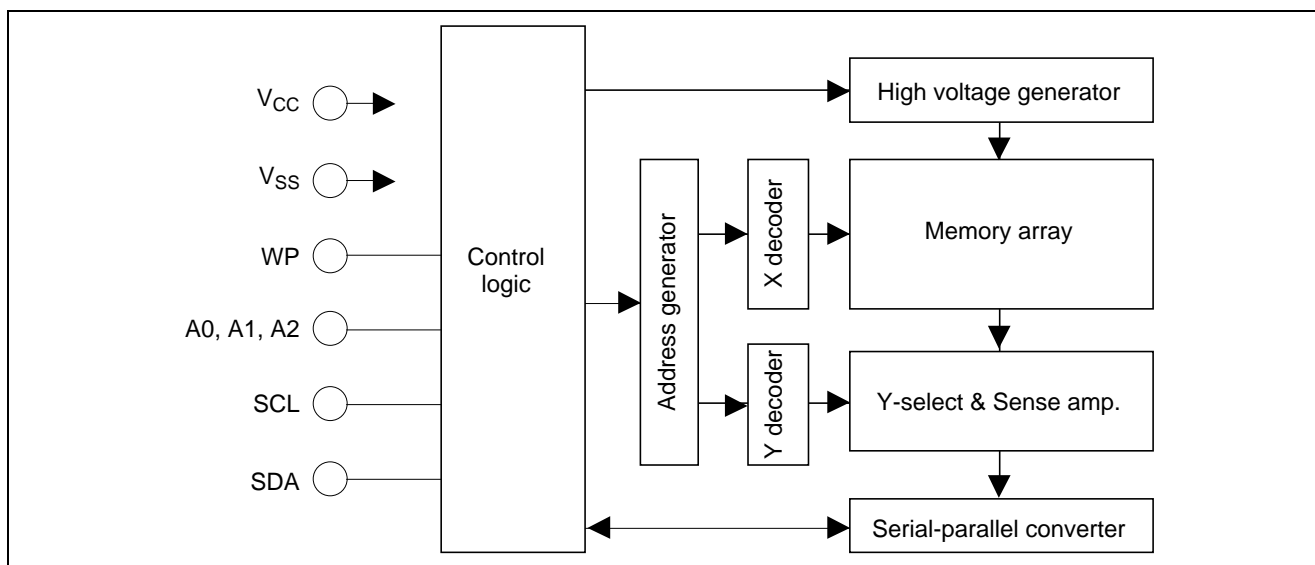 VCC
VSS
WP
A0, A1, A2
SCL
SDA
Control
logic
Address generator
X decoder
Y decoder
High voltage generator
Memory array
Y-select & Sense amp.
Serial-parallel converter